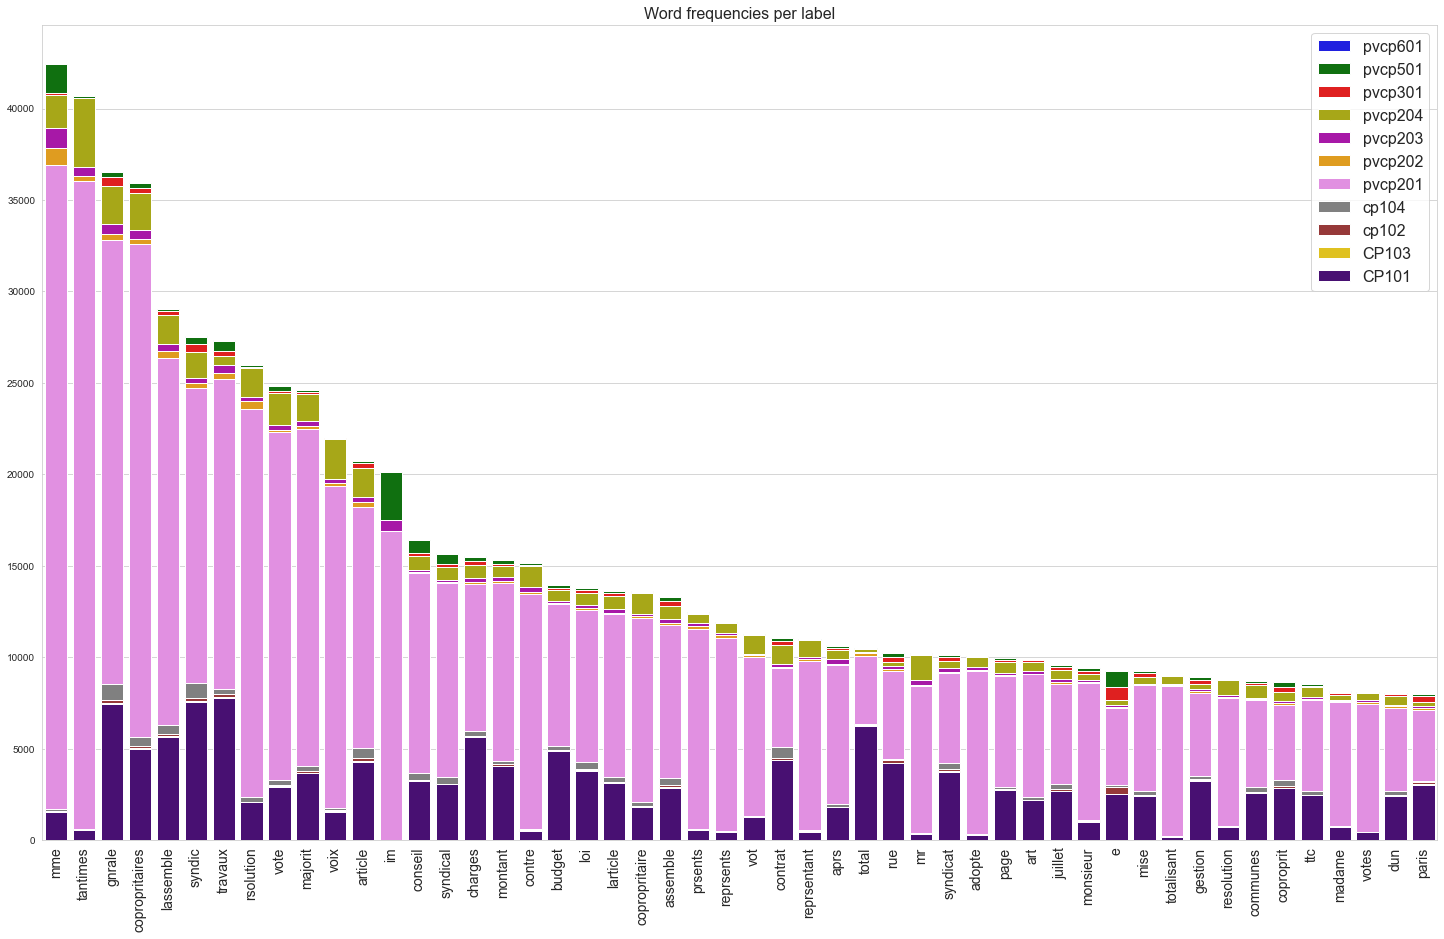 Word frequencies per label
pvcp601
pvcp501
pvcp301
pvcp204
pvcp203
pvcp202
pvcp201
cp104
cp102
CP103
CP101
40000
35000
30000
25000
20000
15000
10000
5000
0
mme
tantimes
gnrale
copropritaires
lassemble
syndic
travaux
rsolution
vote
majorit
voix
article
im
conseil
syndical
charges
montant
contre
budget
loi
larticle
copropritaire
assemble
prsents
reprsents
vot
contrat
reprsentant
aprs
total
rue
mr
syndicat
adopte
page
art
juillet
monsieur
e
mise
totalisant
gestion
resolution
communes
coproprit
ttc
madame
votes
dun
paris